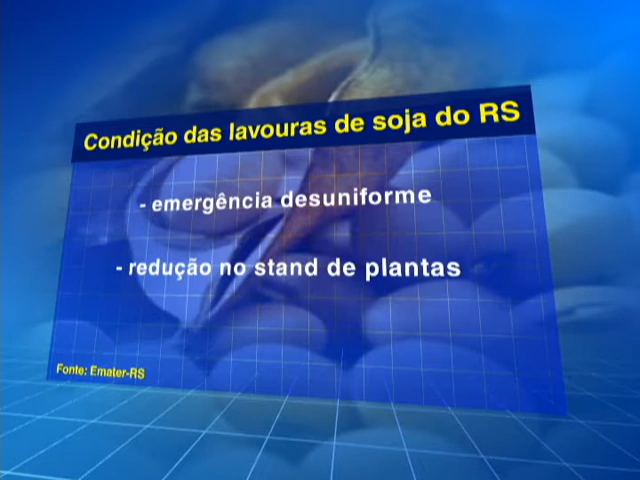 Condição das lavouras de soja do RS
- emergência desuniforme
- redução no stand de plantas
Fonte: Emater-RS